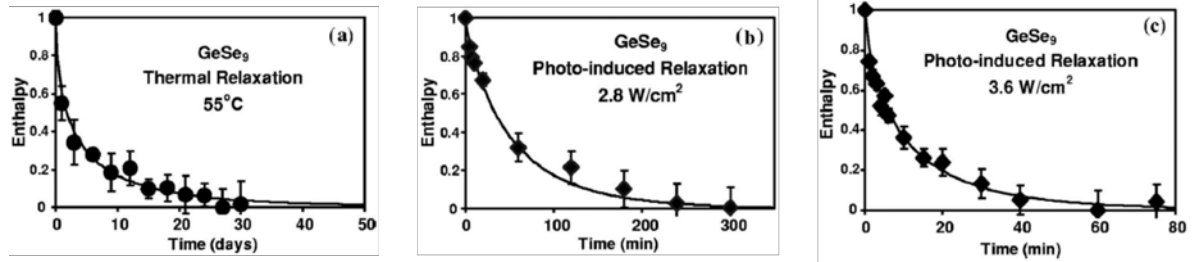 (a)
GeSe9
Thermal Relaxation
55°C
Enthalpy
1
0.8
0.6
0.4
0.2
0
0 10 20 30 40 50
Time (days)
(b)
GeSe9
Photo-induced Relaxation
2.8 W/cm2
Enthalpy
1
0.8
0.6
0.4
0.2
0
0 100 200 300
Time (min)
(c)
GeSe9
Photo-induced Relaxation
3.6 W/cm2
Enthalpy
1
0.8
0.6
0.4
0.2
0
0 20 40 60 80
Time (min)